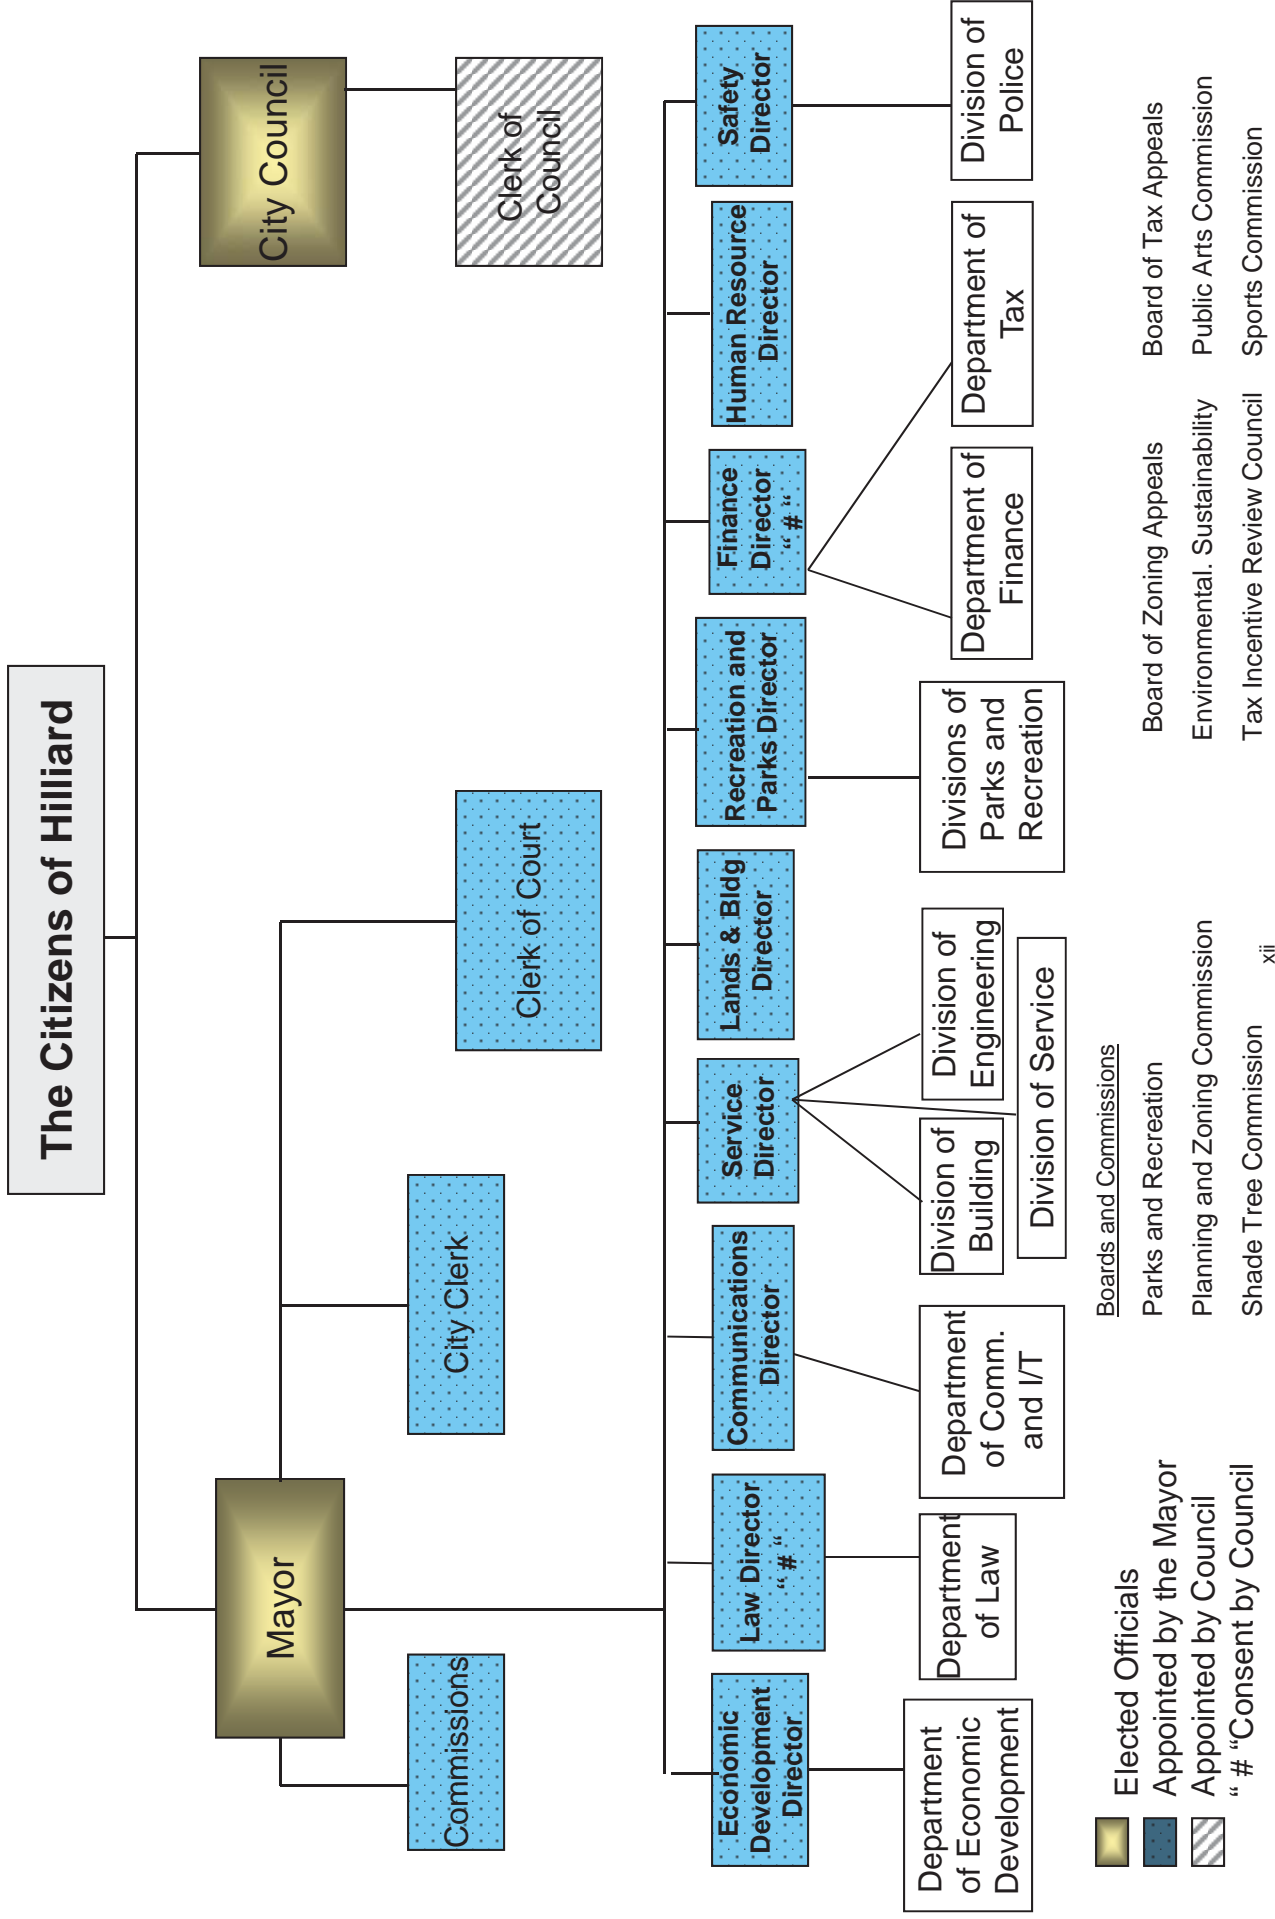 The Citizens of Hilliard
Mayor
City Council
Commissions
City Clerk
Clerk of Court
Clerk of
Council
Economic
Development
Director
Law Director
“ # “
Communications
Director
Service
Director
Lands & Bldg
Director
Recreation and
Parks Director
Finance
Director
“ # “
Human Resource
Director
Safety
Director
Department
of Economic
Development
Department
of Law
Department
of Comm.
and I/T
Division of
Building
Division of
Engineering
Division of Service
Divisions of
Parks and
Recreation
Department of
Finance
Department of
Tax
Division of
Police
Elected Officials
Appointed by the Mayor
Appointed by Council
“ # “Consent by Council
Boards and Commissions
Parks and Recreation
Board of Zoning Appeals
Board of Tax Appeals
Planning and Zoning Commission
Environmental. Sustainability
Public Arts Commission
Shade Tree Commission
Tax Incentive Review Council
Sports Commission
xii